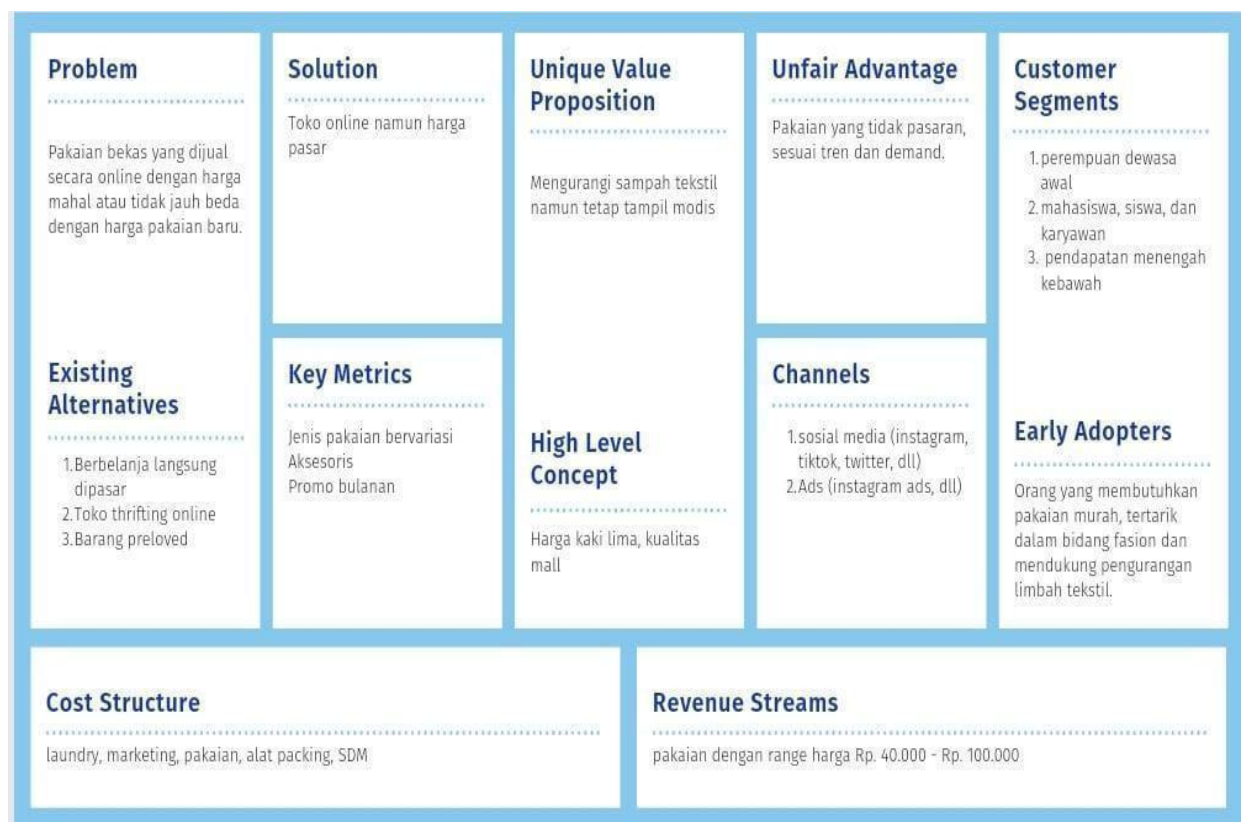 Problem
Pakaian bekas yang dijual
secara online dengan harga
mahal atau tidak jauh beda
dengan harga pakaian baru.
Existing
Alternatives
1.Berbelanja langsung
dipasar
2.Toko thrifting online
3.Barang preloved
Solution
Toko online namun harga
pasar
Key Metrics
Jenis pakaian bervariasi
Aksesoris
Promo bulanan
Unique Value
Proposition
Mengurangi sampah tekstil
namun tetap tampil modis
High Level
Concept
Harga kaki lima, kualitas
mall
Unfair Advantage
Pakaian yang tidak pasaran,
sesuai tren dan demand.
Channels
1.sosial media (instagram,
tiktok, twitter, dll)
2.Ads (instagram ads, dll)
Customer
Segments
1.perempuan dewasa
awal
2.mahasiswa, siswa, dan
karyawan
3. pendapatan menengah
kebawah
Early Adopters
Orang yang membutuhkan
pakaian murah, tertarik
dalam bidang fasion dan
mendukung pengurangan
limbah tekstil.
Cost Structure
laundry, marketing, pakaian, alat packing, SDM
Revenue Streams
pakaian dengan range harga Rp. 40.000 - Rp. 100.000